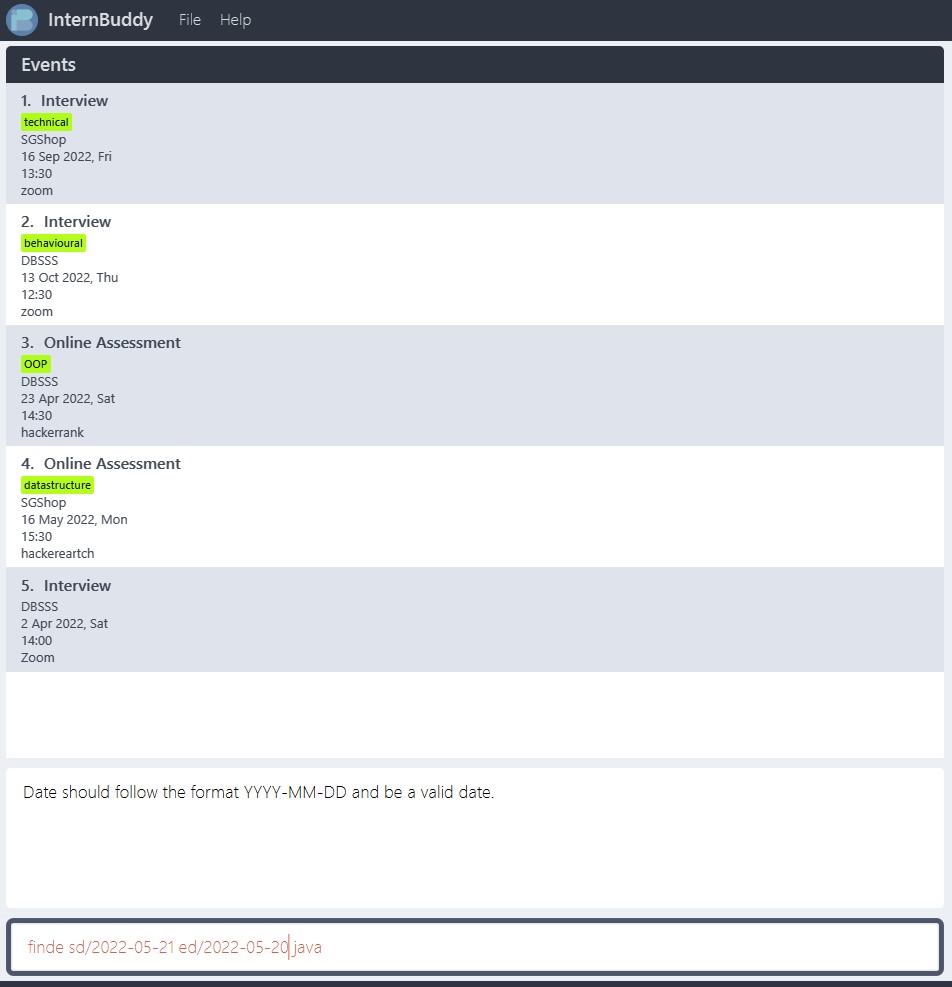 InternBuddy File Help
Events
1. Interview
technical
SGShop
16 Sep 2022, Fri
13:30
zoom
2. Interview
behavioural
DBSSS
13 Oct 2022, Thu
12:30
zoom
3. Online Assessment
OOP
DBSSS
23 Apr 2022, Sat
14:30
hackerrank
4. Online Assessment
datastructure
SGShop
16 May 2022, Mon
15:30
hackereartch
5. Interview
DBSSS
2 Apr 2022, Sat
14:00
Zoom
Date should follow the format YYYY-MM-DD and be a valid date.
finde sd/2022-05-21 ed/2022-05-20 java